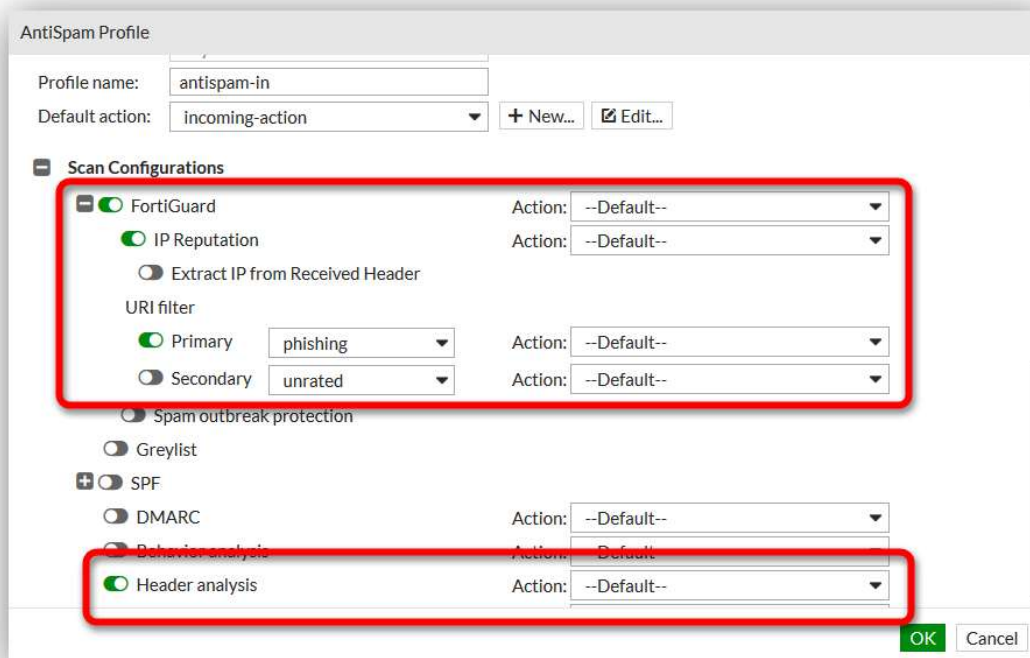 AntiSpam Profile
Profile name: antispam-in
Default action: incoming-action + New... Edit...
Scan Configurations
FortiGuard Action: --Default--
IP Reputation Action: --Default--
Extract IP from Received Header
URI filter
Primary phishing Action: --Default--
Secondary unrated Action: --Default--
Spam outbreak protection
Greylist
SPF
DMARC Action: --Default--
Behavior analysis Action: --Default--
Header analysis Action: --Default--
OK Cancel